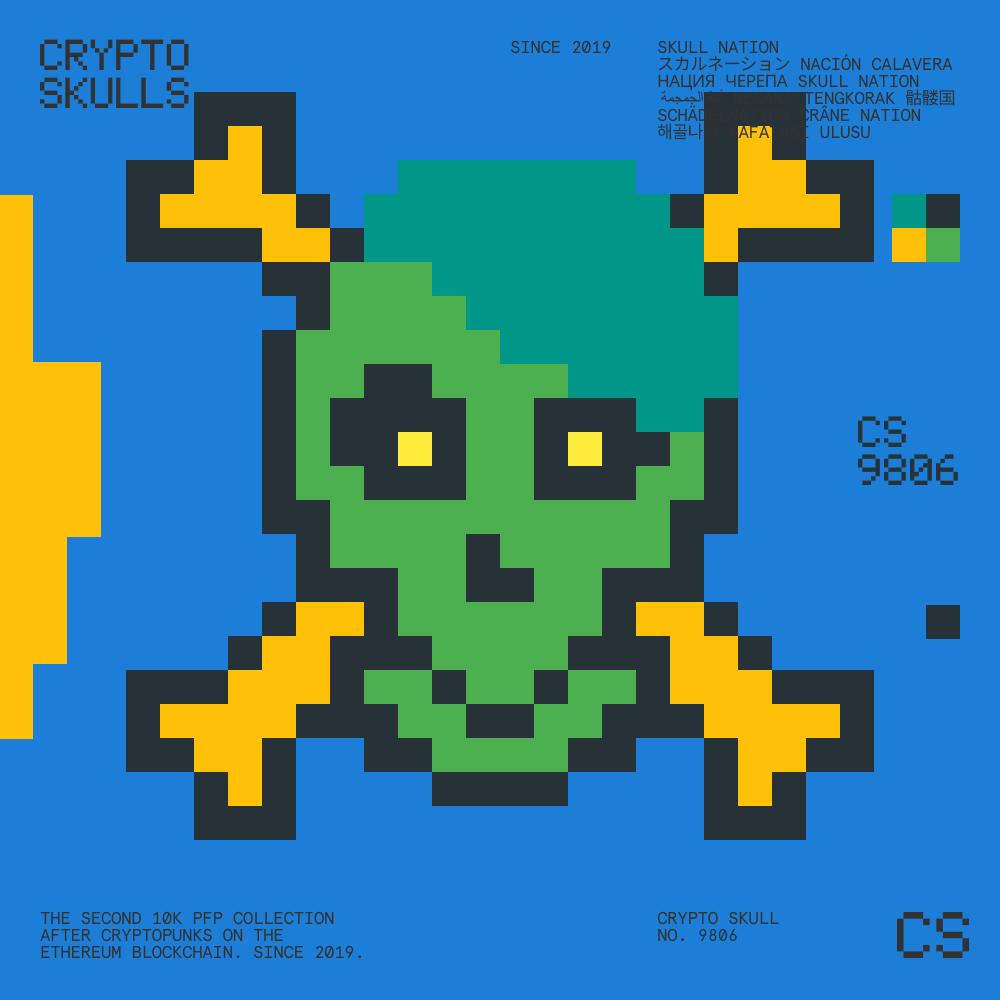 CRYPTO
SKULLS
SINCE 2019
SKULL NATION
スカルネーション NACIÓN CALAVERA
НАЦИЯ ЧЕРЕПА SKULL NATION
TENGKORAK 骷髅国
CRÂNE NATION
ULUSU
CS
9806
THE SECOND 10K PFP COLLECTION
AFTER CRYPTOPUNKS ON THE
ETHEREUM BLOCKCHAIN. SINCE 2019.
CRYPTO SKULL
NO. 9806
CS